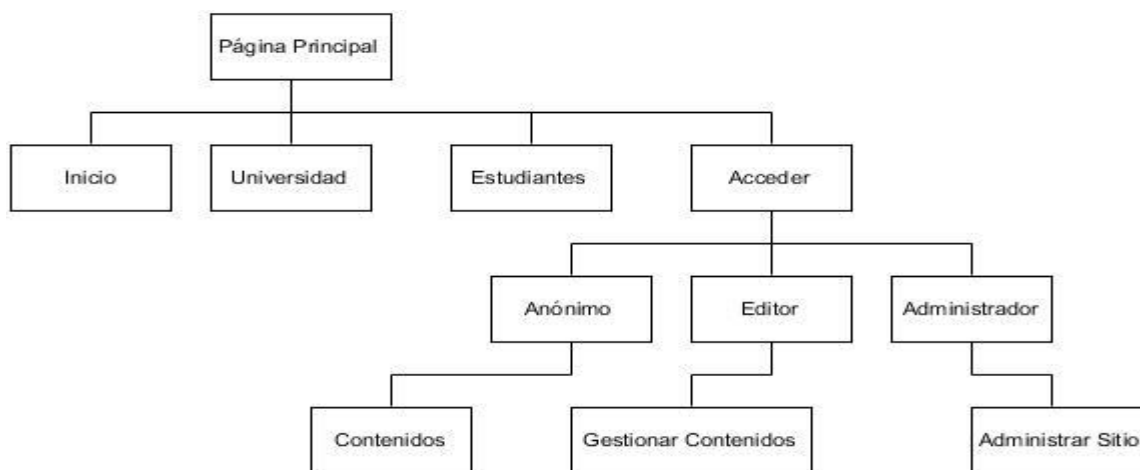 Página Principal
Inicio
Universidad
Estudiantes
Acceder
Anónimo
Editor
Administrador
Contenidos
Gestionar Contenidos
Administrar Sitio